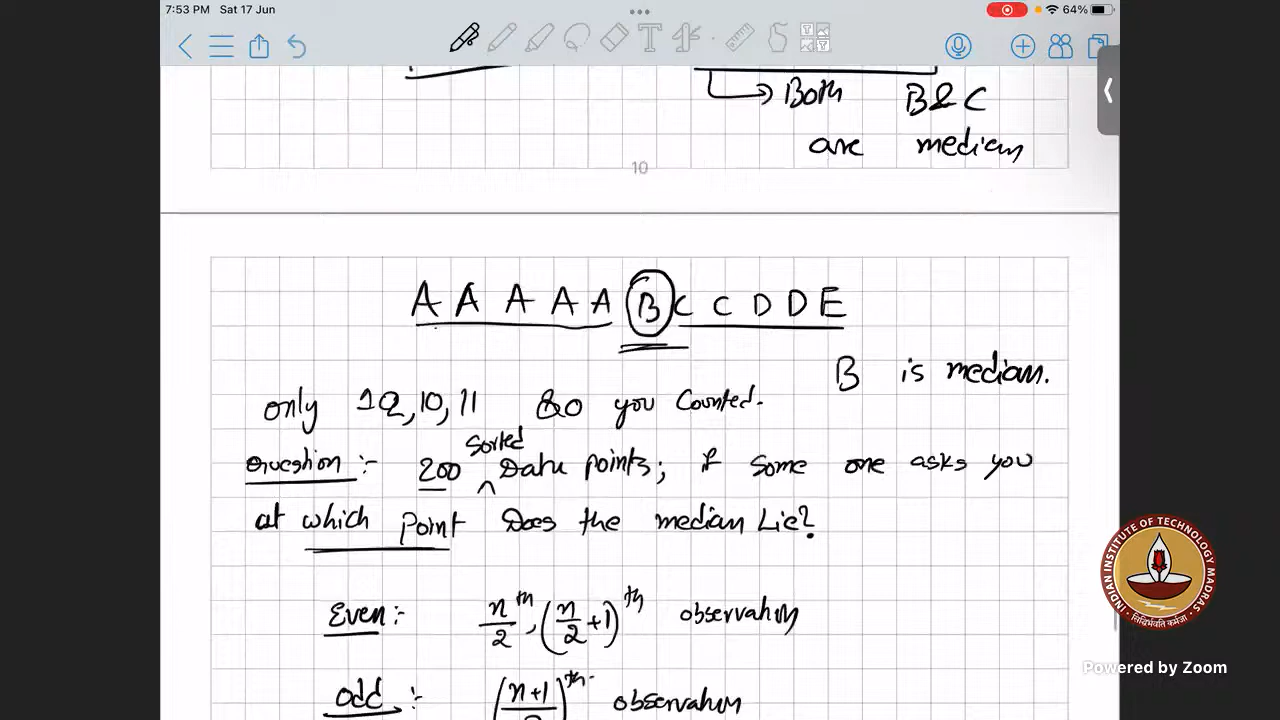 7:53 PM Sat 17 Jun
64%
Both B&C
are median
10
A A A A A B C C D D E
B is median.
only 12, 10, 11 &0 you Counted.
Question:- 200 sorted Data points; if some one asks you
at which point Does the median Lie?
Even:- n/2 th, (n/2 + 1)th observation
odd :- (n+1/2)th observation
INDIAN INSTITUTE OF TECHNOLOGY MADRAS
सिद्धिर्भवति कर्मजा
Powered by Zoom